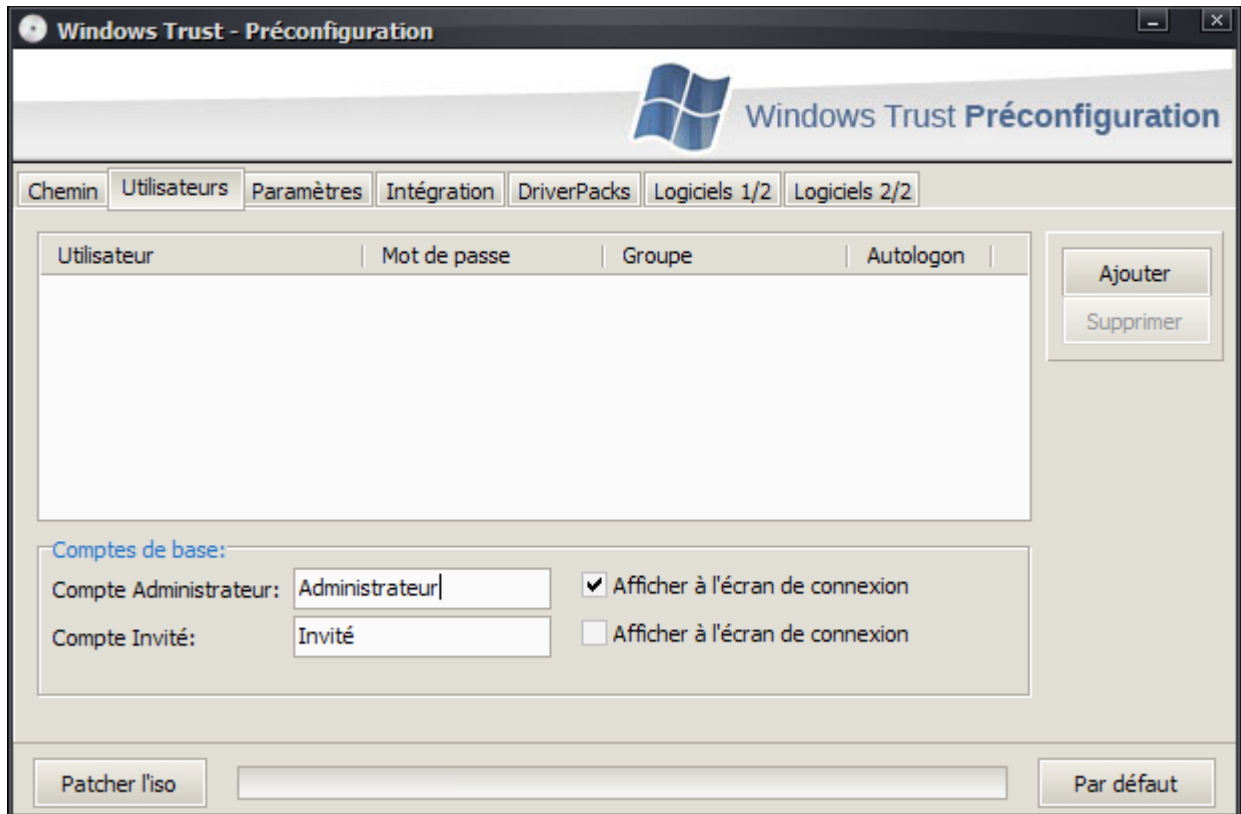 Windows Trust - Préconfiguration
Windows Trust Préconfiguration
Chemin Utilisateurs Paramètres Intégration DriverPacks Logiciels 1/2 Logiciels 2/2
Utilisateur Mot de passe Groupe Autologon
Ajouter
Supprimer
Comptes de base:
Compte Administrateur: Administrateur Afficher à l'écran de connexion
Compte Invité: Invité Afficher à l'écran de connexion
Patcher l'iso Par défaut